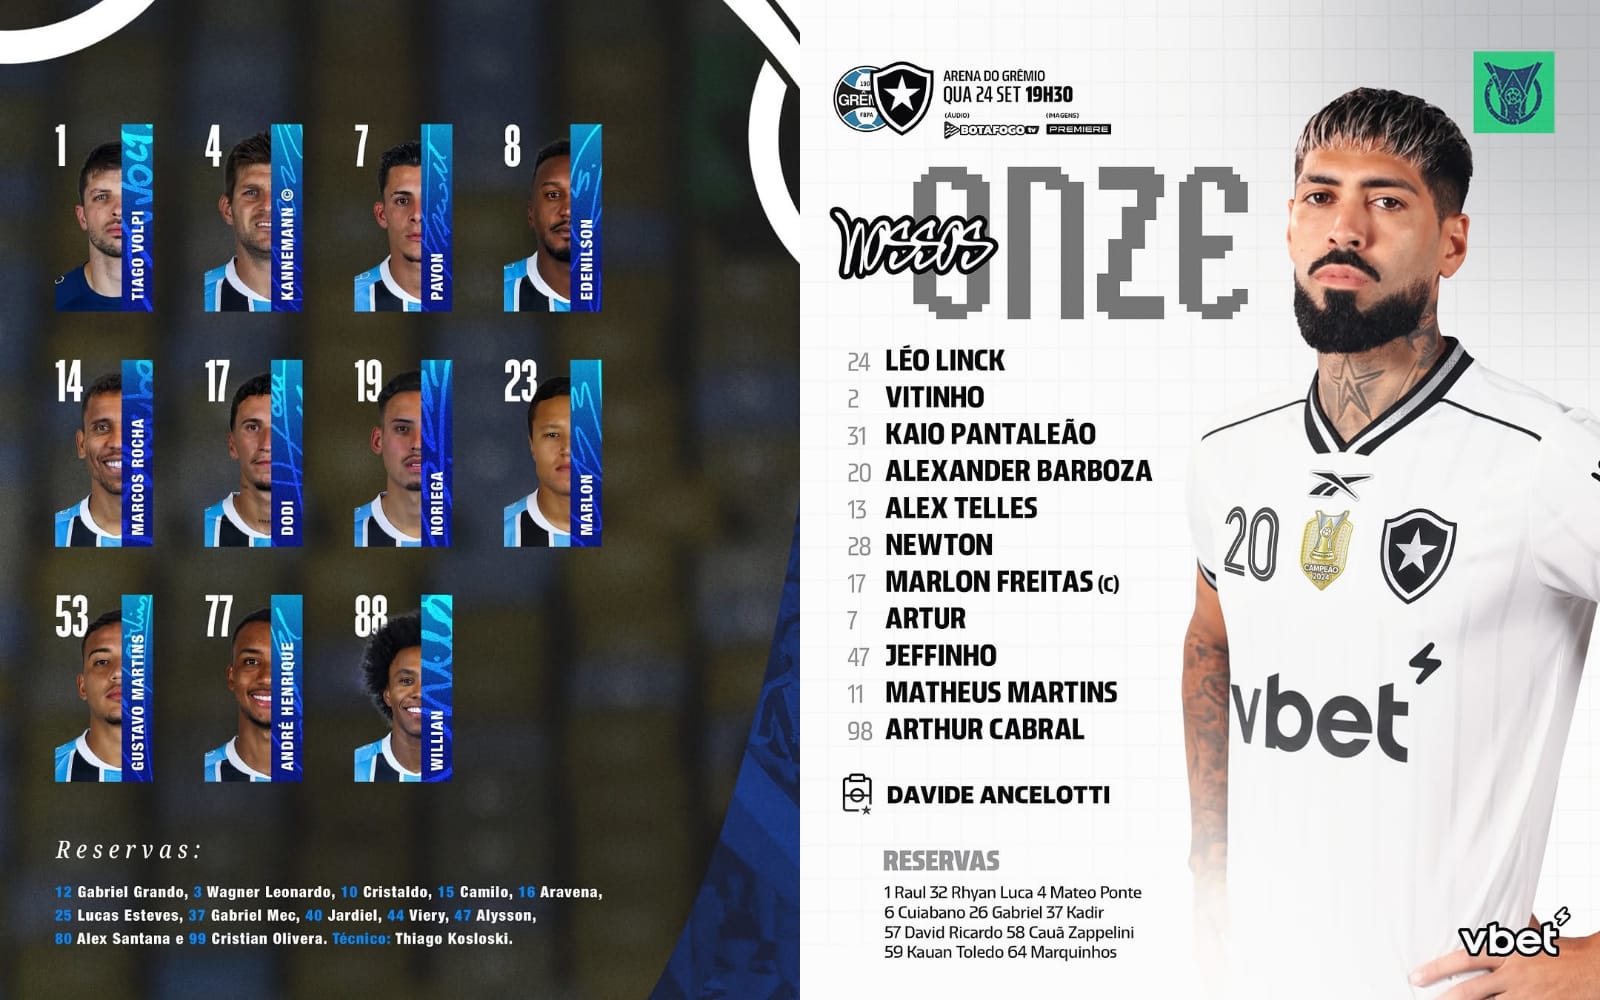 1
TIAGO VOLPI
4
KANNEMANN ©
7
PAVON
8
EDENILSON
14
MARCOS ROCHA
17
DODI
19
NORIEGA
23
MARLON
53
GUSTAVO MARTINS
77
ANDRÉ HENRIQUE
88
WILLIAN
Reservas:
12 Gabriel Grando, 3 Wagner Leonardo, 10 Cristaldo, 15 Camilo, 16 Aravena,
25 Lucas Esteves, 37 Gabriel Mec, 40 Jardiel, 44 Viery, 47 Alysson,
80 Alex Santana e 99 Cristian Olivera. Técnico: Thiago Kosloski.
ARENA DO GRÊMIO
QUA 24 SET 19H30
(ÁUDIO) (IMAGENS)
BOTAFOGO TV PREMIERE
NOSSOS ONZE
24 LÉO LINCK
2 VITINHO
31 KAIO PANTALEÃO
20 ALEXANDER BARBOZA
13 ALEX TELLES
28 NEWTON
17 MARLON FREITAS (C)
7 ARTUR
47 JEFFINHO
11 MATHEUS MARTINS
98 ARTHUR CABRAL
DAVIDE ANCELOTTI
RESERVAS
1 Raul 32 Rhyan Luca 4 Mateo Ponte
6 Cuiabano 26 Gabriel 37 Kadir
57 David Ricardo 58 Cauã Zappelini
59 Kauan Toledo 64 Marquinhos
20
CAMPEÃO
2024
vbet
vbet